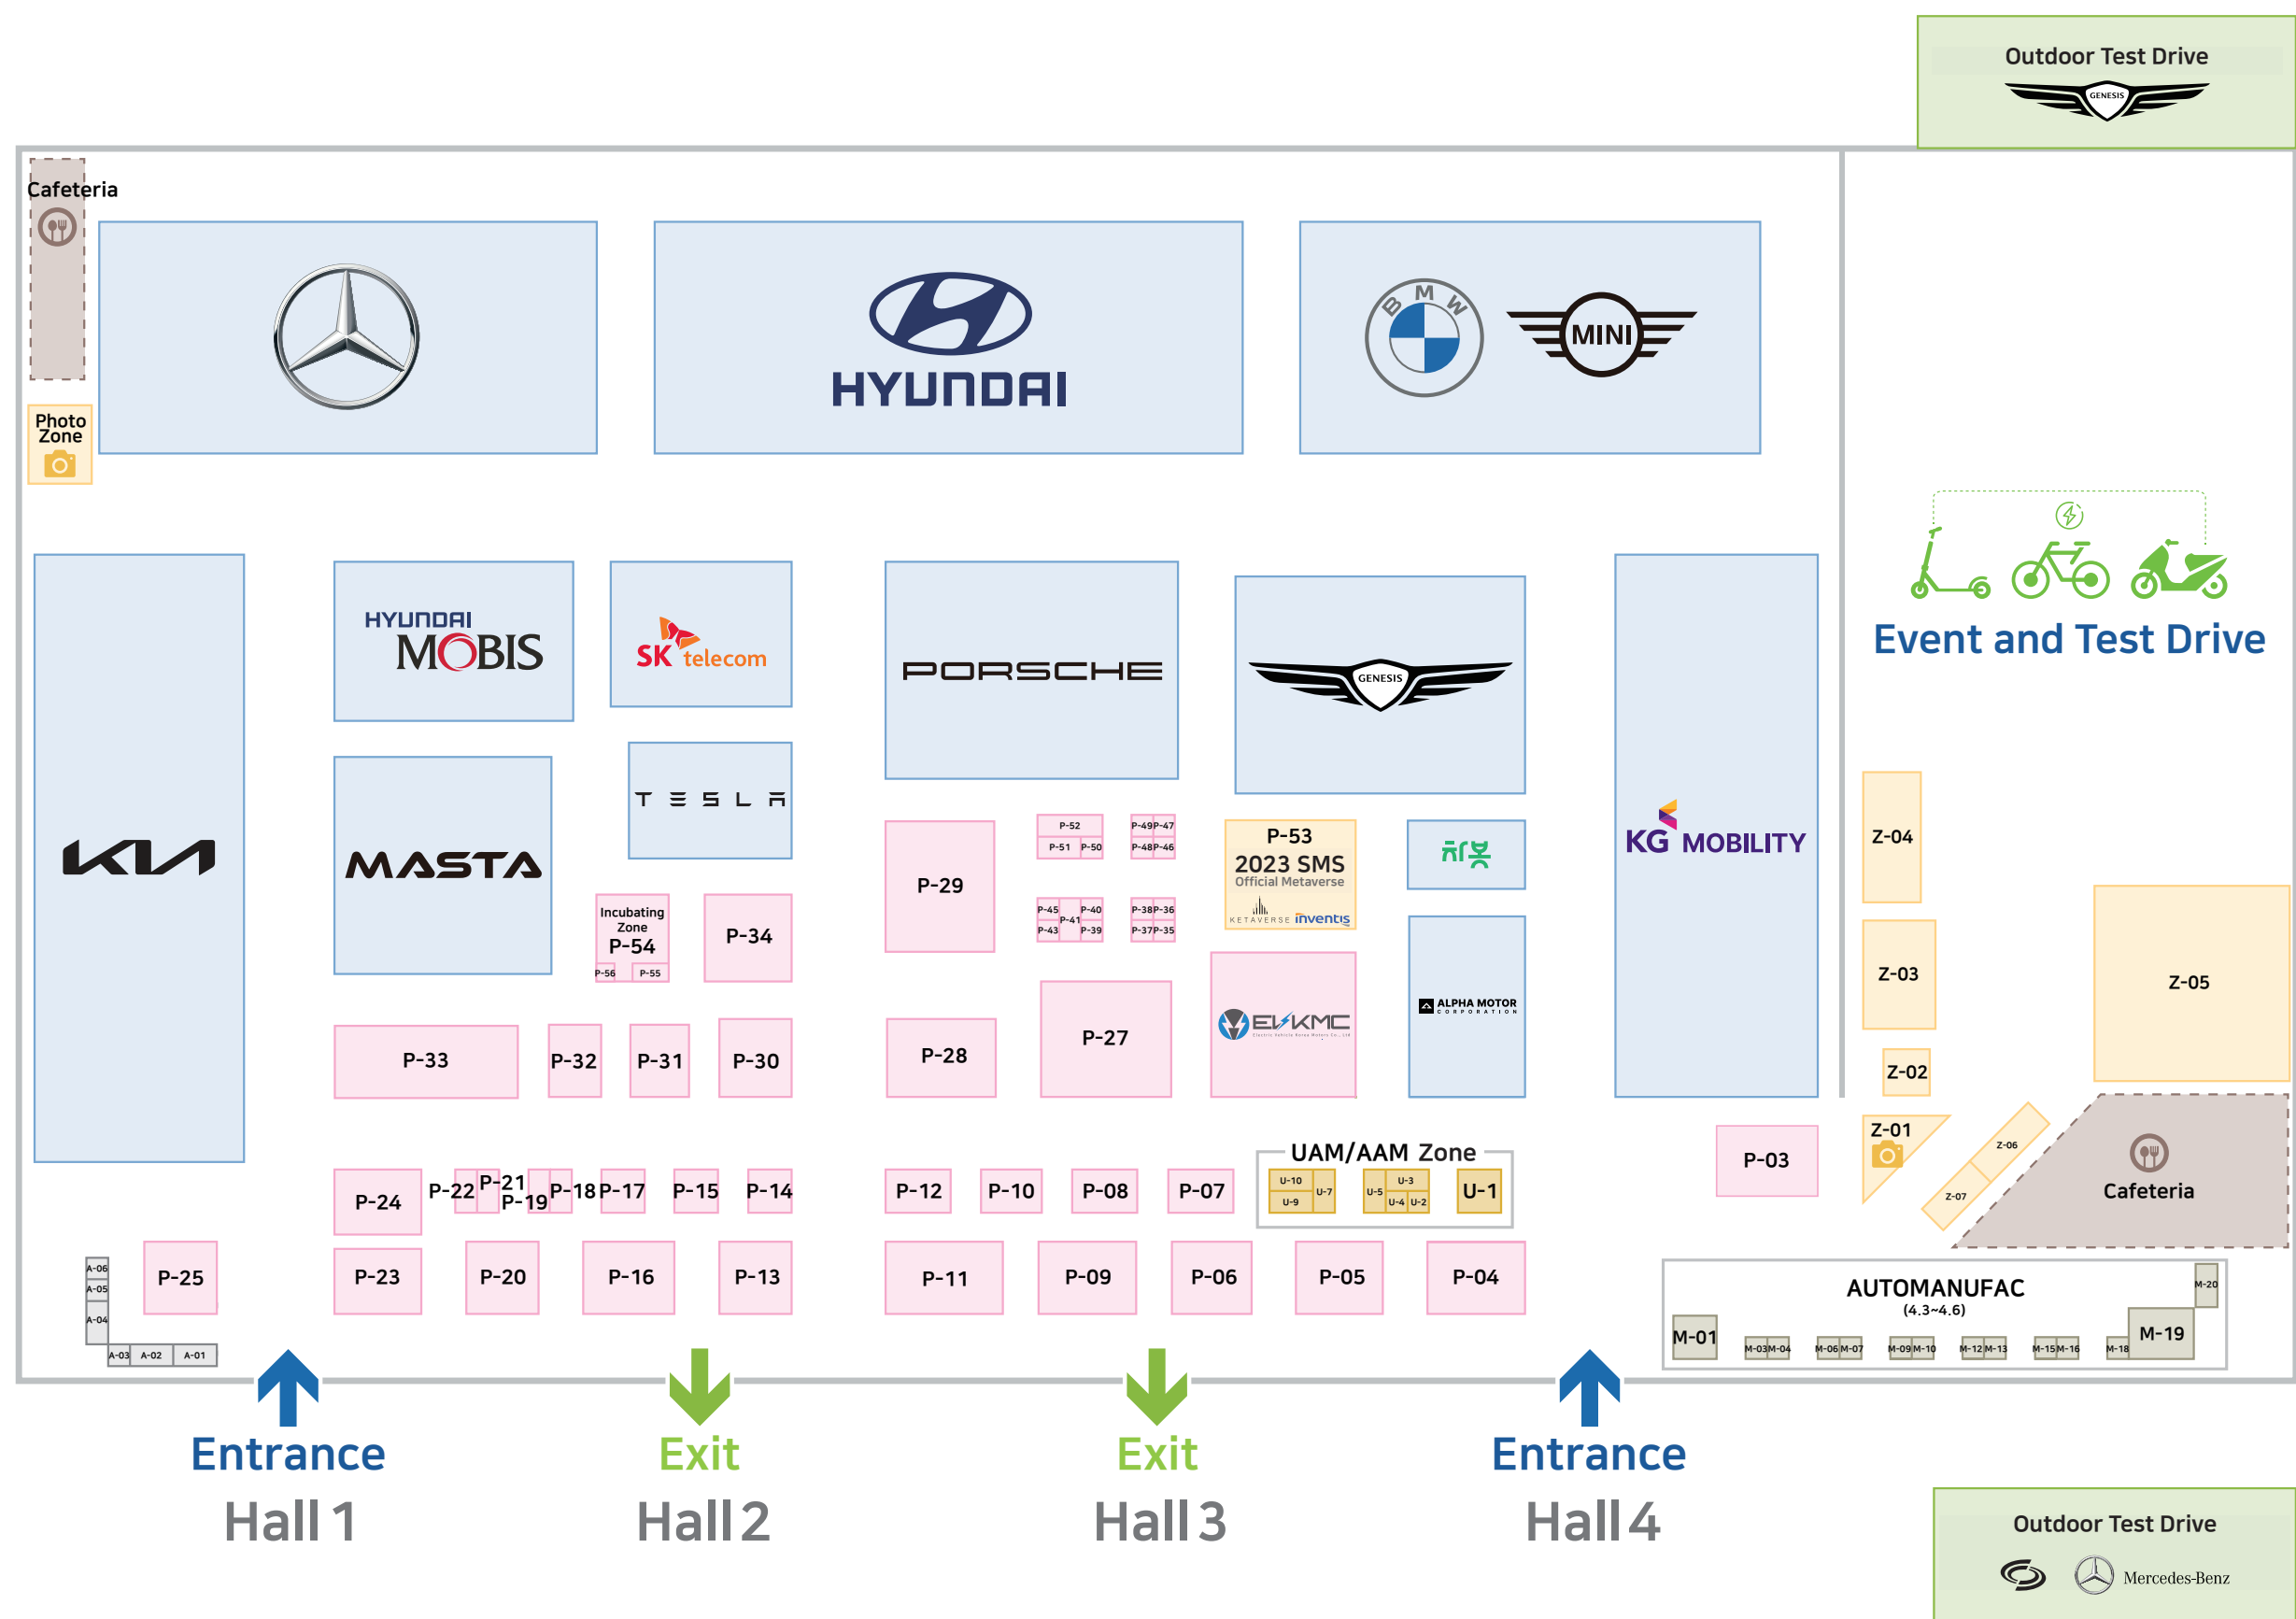 Outdoor Test Drive
GENESIS
Cafeteria
BMW
MINI
HYUNDAI
Photo
Zone
HYUNDAI
MOBIS
SK telecom
PORSCHE
GENESIS
Event and Test Drive
TESLA
KIA
MASTA
KG MOBILITY
P-52
P-51 P-50
P-49 P-47
P-48 P-46
P-53
2023 SMS
Official Metaverse
KETAVERSE inventis
Z-04
P-29
P-45 P-41 P-40
P-43 P-39
P-38 P-36
P-37 P-35
Incubating
Zone
P-54
P-56 P-55
P-34
Z-03
Z-05
ALPHA MOTOR
CORPORATION
EVKMC
Electric Vehicle Korea Motors Co., Ltd
P-33
P-32
P-31
P-30
P-28
P-27
Z-02
Z-01
Z-06
Z-07
Cafeteria
UAM/AAM Zone
U-10
U-9
U-7
U-5
U-3
U-4 U-2
U-1
P-03
P-24
P-22
P-21
P-19
P-18
P-17
P-15
P-14
P-12
P-10
P-08
P-07
P-25
P-23
P-20
P-16
P-13
P-11
P-09
P-06
P-05
P-04
A-06
A-05
A-04
A-03 A-02 A-01
AUTOMANUFAC
(4.3~4.6)
M-01
M-03 M-04
M-06 M-07
M-09 M-10
M-12 M-13
M-15 M-16
M-18
M-19
M-20
Entrance
Exit
Exit
Entrance
Hall 1
Hall 2
Hall 3
Hall 4
Outdoor Test Drive
Mercedes-Benz